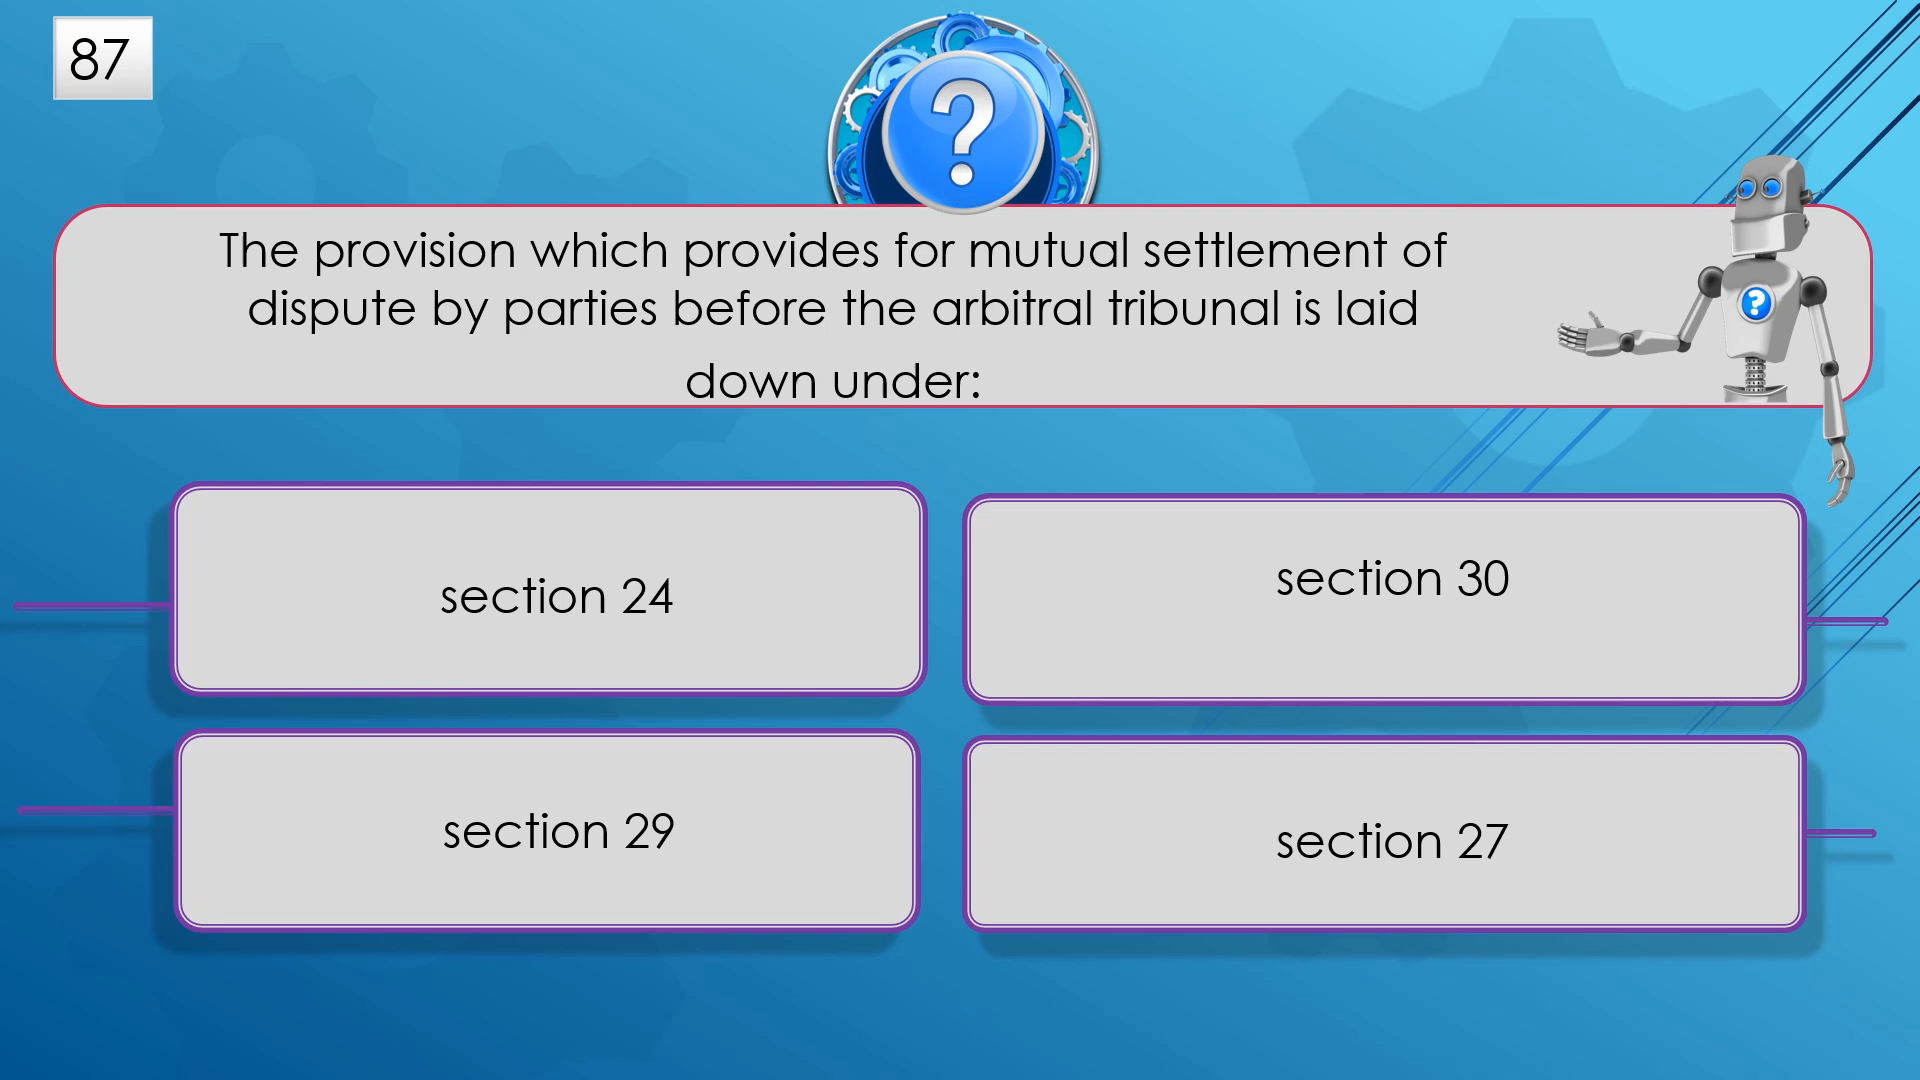 87
?
The provision which provides for mutual settlement of
dispute by parties before the arbitral tribunal is laid
down under:
?
section 24
section 30
section 29
section 27